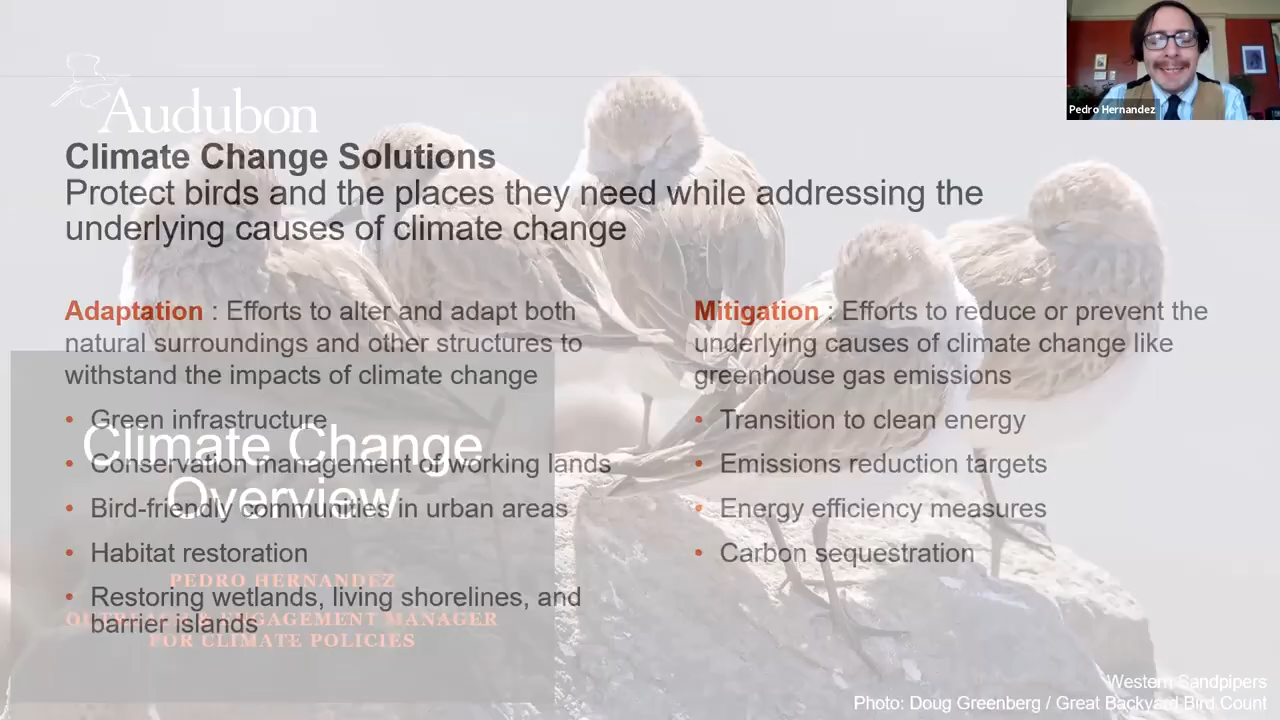 Pedro Hernandez
Audubon
Climate Change Solutions
Protect birds and the places they need while addressing the
underlying causes of climate change
Adaptation : Efforts to alter and adapt both
natural surroundings and other structures to
withstand the impacts of climate change
• Green infrastructure
• Conservation management of working lands
• Bird-friendly communities in urban areas
• Habitat restoration
• Restoring wetlands, living shorelines, and
barrier islands
Mitigation : Efforts to reduce or prevent the
underlying causes of climate change like
greenhouse gas emissions
• Transition to clean energy
• Emissions reduction targets
• Energy efficiency measures
• Carbon sequestration
Climate Change
Overview
PEDRO HERNANDEZ
OUTREACH & ENGAGEMENT MANAGER
FOR CLIMATE POLICIES
Western Sandpipers
Photo: Doug Greenberg / Great Backyard Bird Count